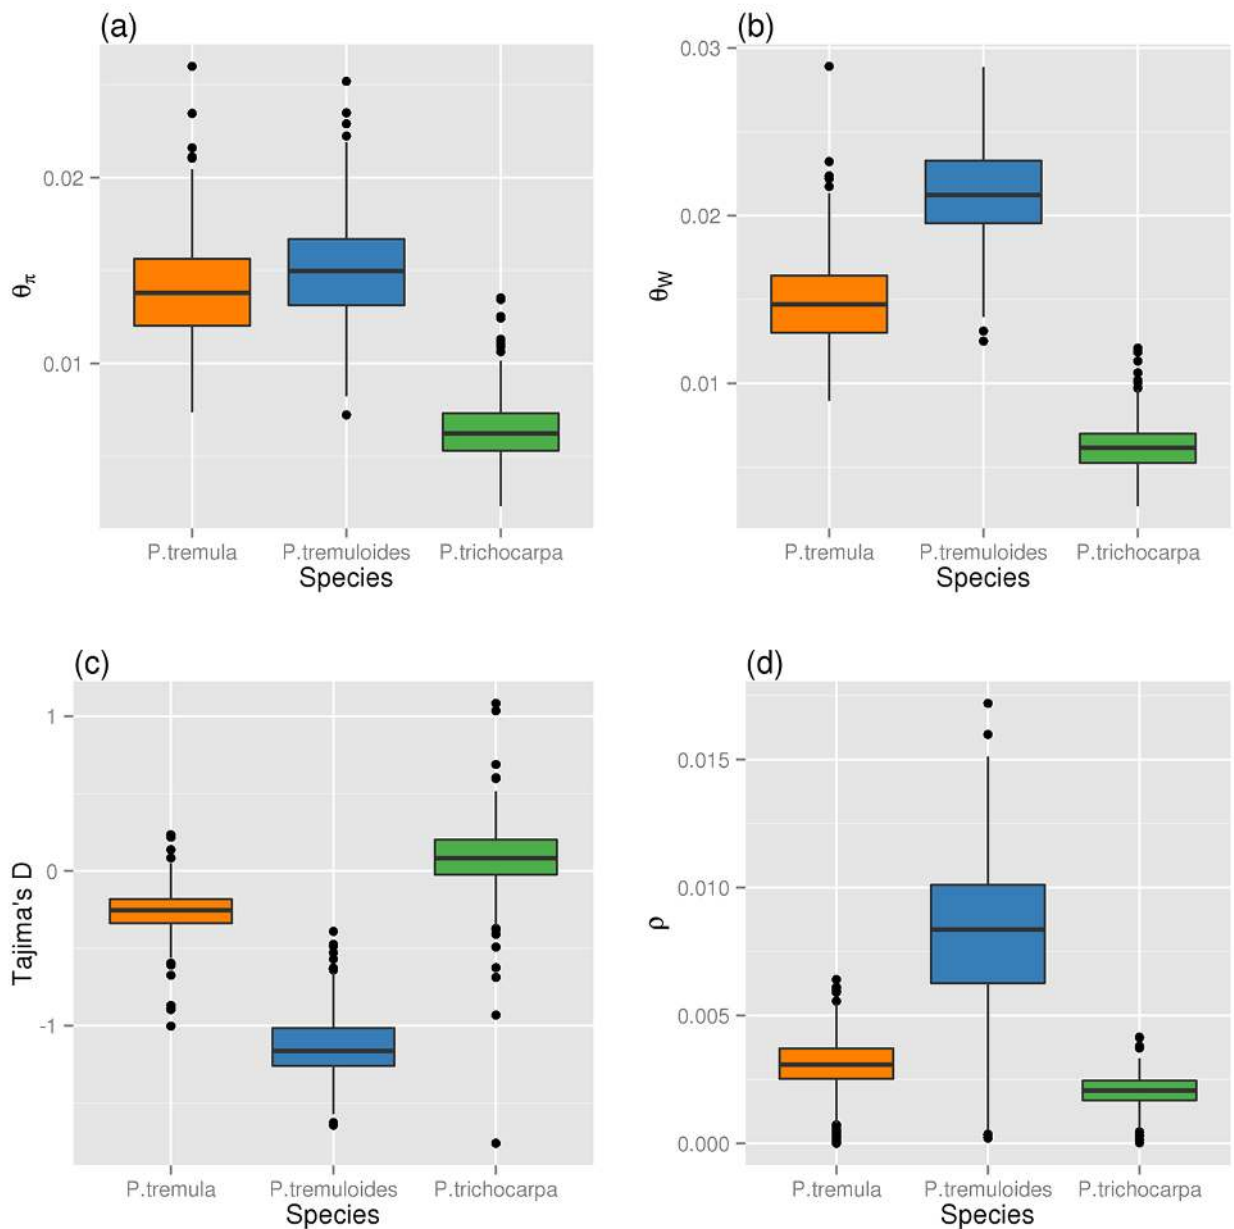 (a)
θπ
0.02
0.01
P.tremula P.tremuloides P.trichocarpa
Species
(b)
θW
0.03
0.02
0.01
P.tremula P.tremuloides P.trichocarpa
Species
(c)
Tajima's D
1
0
-1
P.tremula P.tremuloides P.trichocarpa
Species
(d)
ρ
0.015
0.010
0.005
0.000
P.tremula P.tremuloides P.trichocarpa
Species